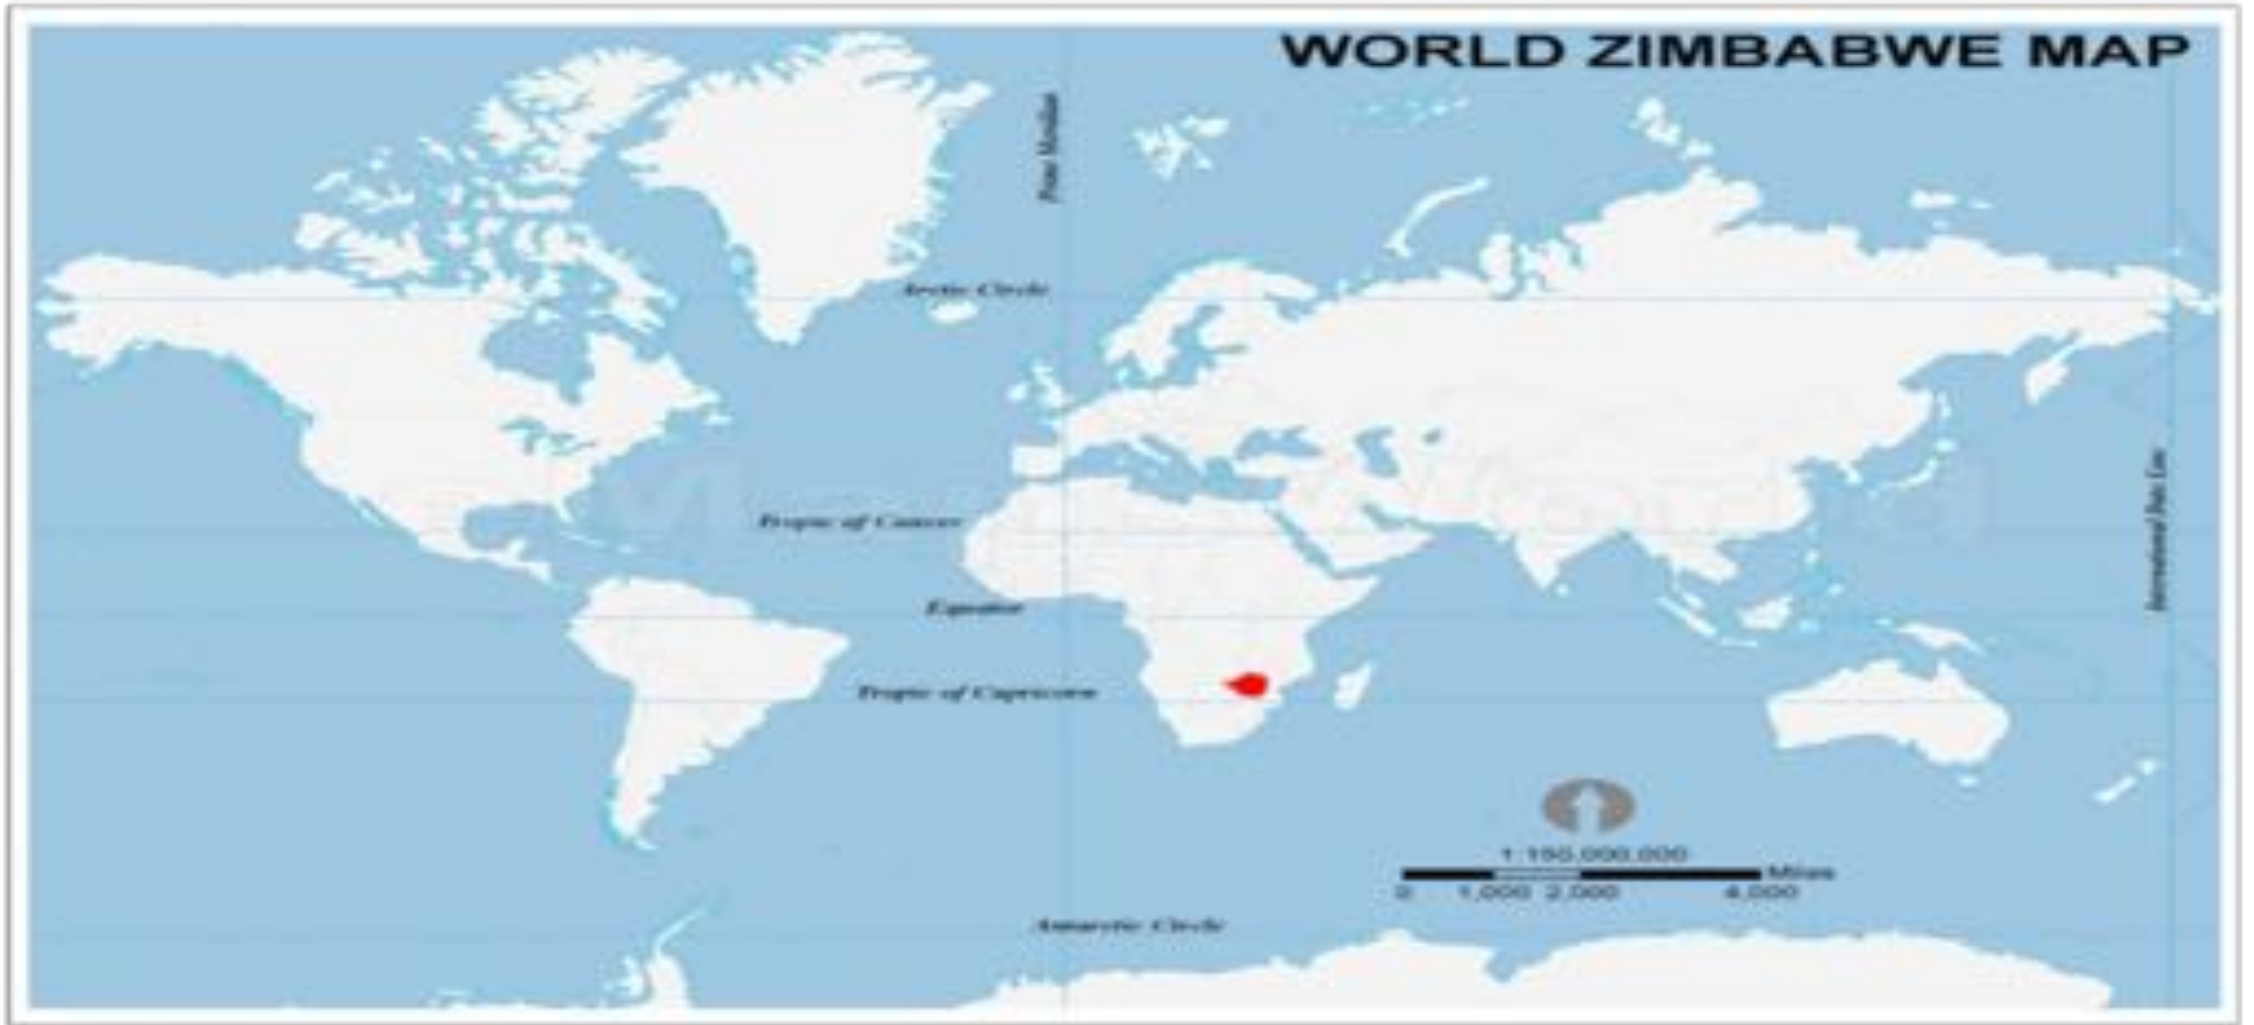 WORLD ZIMBABWE MAP
Prime Meridian
Arctic Circle
Tropic of Cancer
International Date Line
Equator
Tropic of Capricorn
1:150,000,000
Miles
0 1,000 2,000 4,000
Antarctic Circle